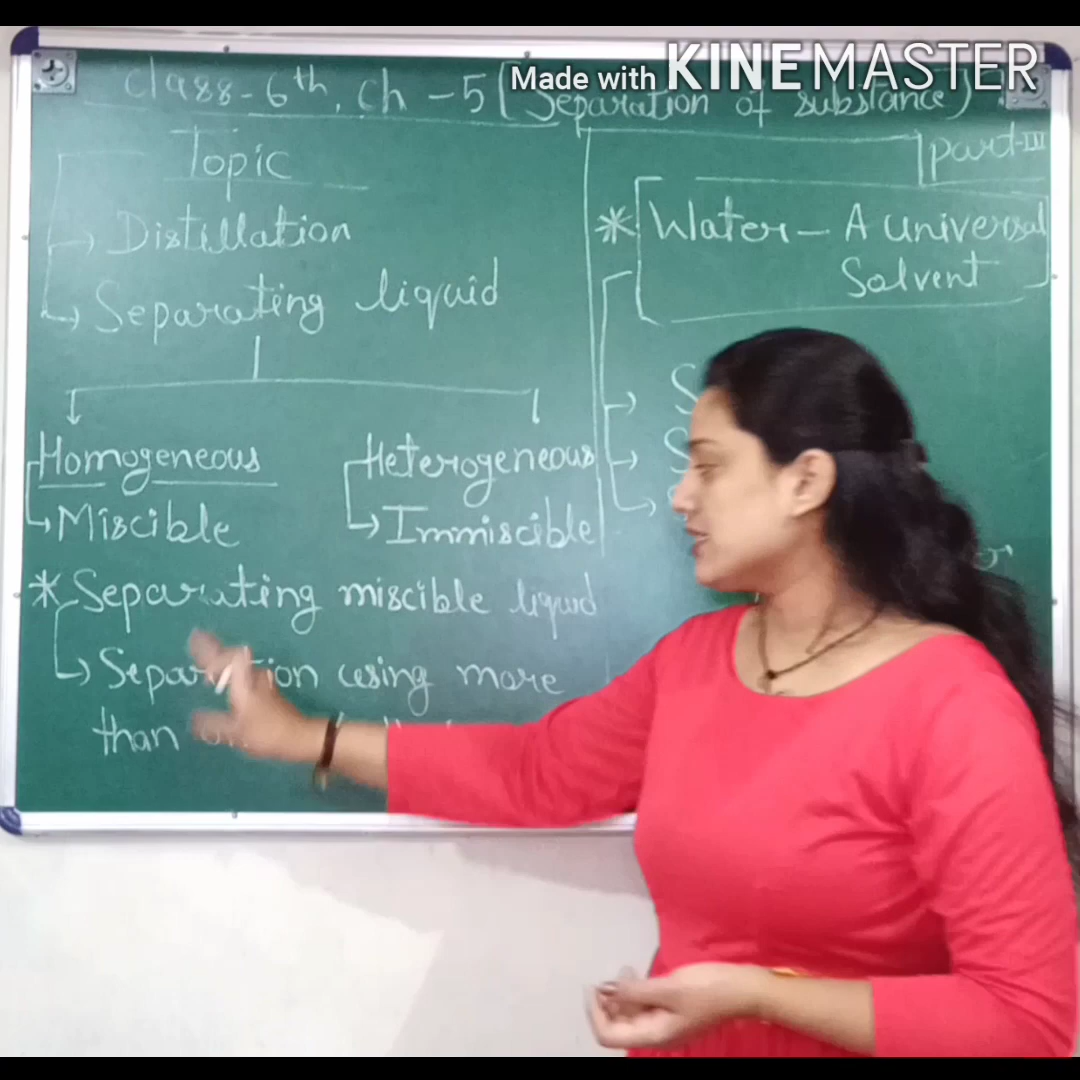 Made with KINEMASTER
Class-6th, Ch-5 (Separation of substance)
part-III
Topic
→ Distillation
→ Separating liquid
Homogeneous
→ Miscible
Heterogeneous
→ Immiscible
* Separating miscible liquid
→ Separation using more
than
* Water - A universal
Solvent